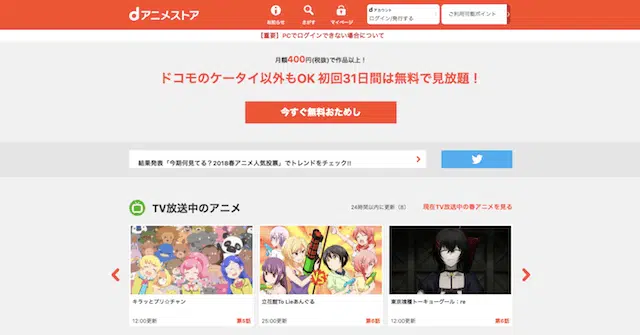 dアニメストア
お知らせ
さがす
マイページ
dアカウント
ログイン/発行する
ご利用可能ポイント
【重要】PCでログインできない場合について
月額400円(税抜)で作品以上！
ドコモのケータイ以外もOK 初回31日間は無料で見放題！
今すぐ無料おためし
結果発表「今期何見てる？2018春アニメ人気投票」でトレンドをチェック!!
TV放送中のアニメ
24時間以内に更新（8）
現在TV放送中の春アニメを見る
キラッとプリ☆チャン
12:00更新
第5話
立花館To Lieあんぐる
25:00更新
第6話
東京喰種トーキョーグール：re
12:00更新
第6話